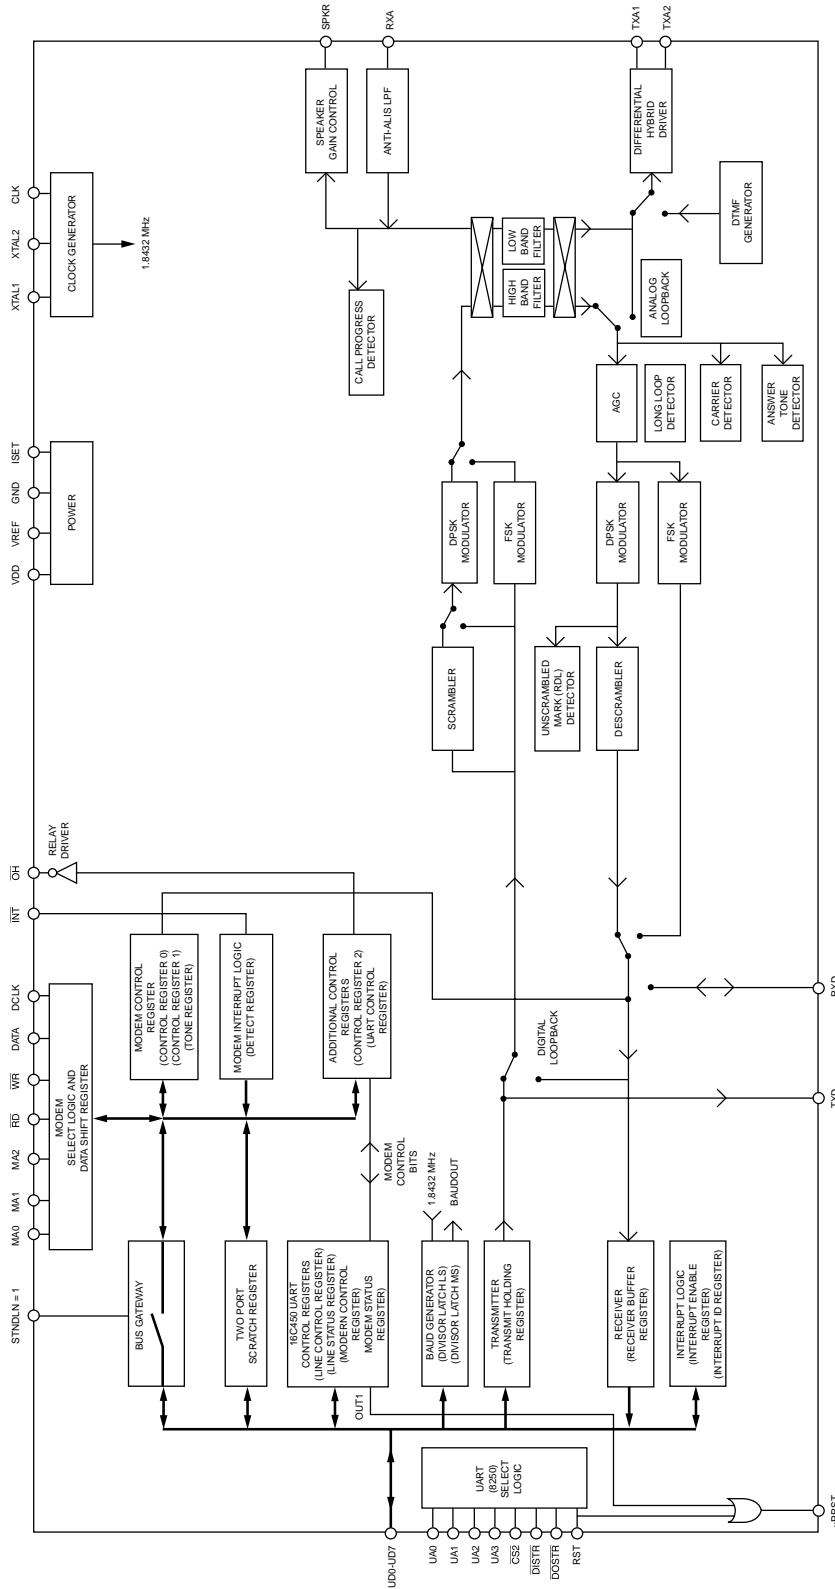 STNDLN = 1
MA0
MA1
MA2
RD
WR
DATA
DCLK
INT
OH
VDD
VREF
GND
ISET
XTAL1
XTAL2
CLK
MODEM
SELECT LOGIC AND
DATA SHIFT REGISTER
RELAY
DRIVER
POWER
CLOCK GENERATOR
1.8432 MHz
BUS GATEWAY
MODEM CONTROL
REGISTER
(CONTROL REGISTER 0)
(CONTROL REGISTER 1)
(TONE REGISTER)
TWO PORT
SCRATCH REGISTER
MODEM INTERRUPT LOGIC
(DETECT REGISTER)
16C450 UART
CONTROL REGISTERS
(LINE CONTROL REGISTER)
(LINE STATUS REGISTER)
(MODERN CONTROL
REGISTER)
MODEM STATUS
REGISTER)
OUT1
MODEM
CONTROL
BITS
ADDITIONAL CONTROL
REGISTERS
(CONTROL REGISTER 2)
(UART CONTROL
REGISTER)
CALL PROGRESS
DETECTOR
SPEAKER
GAIN CONTROL
SPKR
ANTI-ALIS LPF
RXA
UD0-UD7
UA0
UA1
UA2
UA3
CS2
DISTR
DOSTR
RST
UART
(8250)
SELECT
LOGIC
BAUD GENERATOR
(DIVISOR LATCH LS)
(DIVISOR LATCH MS)
1.8432 MHz
BAUDOUT
TRANSMITTER
(TRANSMIT HOLDING
REGISTER)
DIGITAL
LOOPBACK
SCRAMBLER
DPSK
MODULATOR
FSK
MODULATOR
HIGH
BAND
FILTER
LOW
BAND
FILTER
UNSCRAMBLED
MARK (RDL)
DETECTOR
RECEIVER
(RECEIVER BUFFER
REGISTER)
DESCRAMBLER
DPSK
MODULATOR
AGC
ANALOG
LOOPBACK
DIFFERENTIAL
HYBRID
DRIVER
TXA1
TXA2
INTERRUPT LOGIC
(INTERRUPT ENABLE
REGISTER)
(INTERRUPT ID REGISTER)
FSK
MODULATOR
LONG LOOP
DETECTOR
CARRIER
DETECTOR
ANSWER
TONE
DETECTOR
DTMF
GENERATOR
TXD
RXD